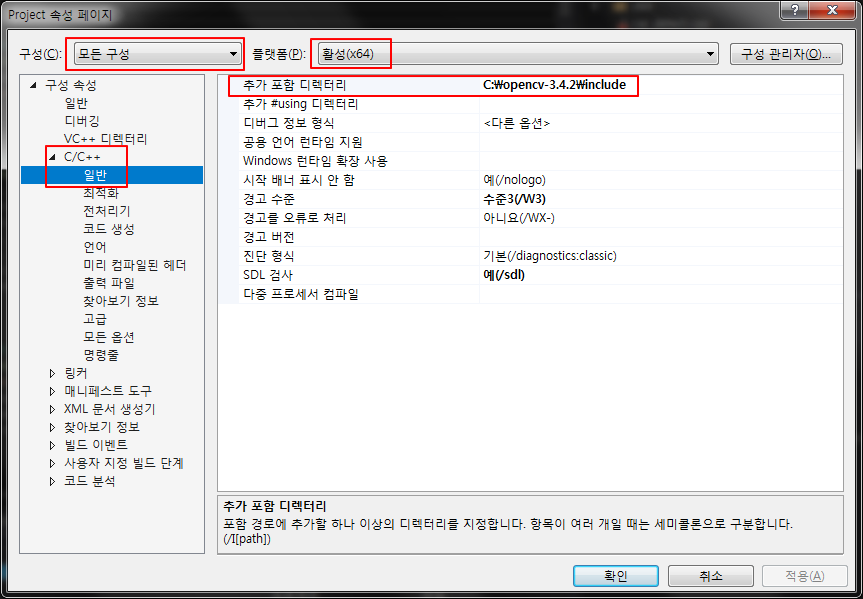 Project 속성 페이지
?
구성(C): 모든 구성 플랫폼(P): 활성(x64) 구성 관리자(O)...
구성 속성
일반
디버깅
VC++ 디렉터리
C/C++
일반
최적화
전처리기
코드 생성
언어
미리 컴파일된 헤더
출력 파일
찾아보기 정보
고급
모든 옵션
명령줄
링커
매니페스트 도구
XML 문서 생성기
찾아보기 정보
빌드 이벤트
사용자 지정 빌드 단계
코드 분석
추가 포함 디렉터리 C:₩opencv-3.4.2₩include
추가 #using 디렉터리
디버그 정보 형식 <다른 옵션>
공용 언어 런타임 지원
Windows 런타임 확장 사용
시작 배너 표시 안 함 예(/nologo)
경고 수준 수준3(/W3)
경고를 오류로 처리 아니요(/WX-)
경고 버전
진단 형식 기본(/diagnostics:classic)
SDL 검사 예(/sdl)
다중 프로세서 컴파일
추가 포함 디렉터리
포함 경로에 추가할 하나 이상의 디렉터리를 지정합니다. 항목이 여러 개일 때는 세미콜론으로 구분합니다.
(/I[path])
확인 취소 적용(A)